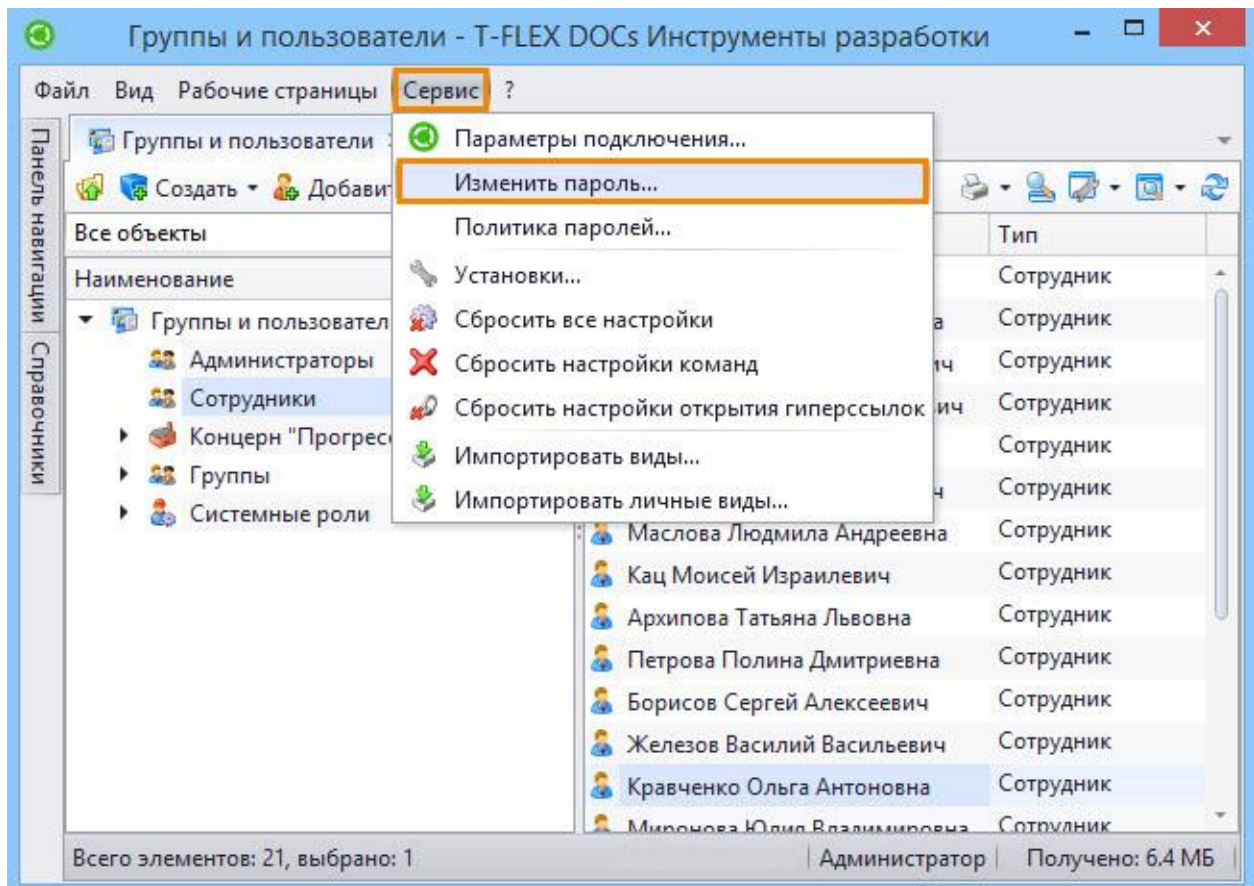 Группы и пользователи - T-FLEX DOCs Инструменты разработки
Файл Вид Рабочие страницы Сервис ?
Панель навигации
Справочники
Группы и пользователи
Создать
Все объекты
Наименование
Группы и
Администраторы
Сотрудники
Концерн
Группы
Системные роли
Параметры подключения...
Изменить пароль...
Политика паролей...
Установки...
Сбросить все настройки
Сбросить настройки команд
Сбросить настройки открытия гиперссылок
Импортировать виды...
Импортировать личные виды...
Тип
Сотрудник
Сотрудник
Сотрудник
Сотрудник
Сотрудник
Сотрудник
Маслова Людмила Андреевна Сотрудник
Кац Моисей Израилевич Сотрудник
Архипова Татьяна Львовна Сотрудник
Петрова Полина Дмитриевна Сотрудник
Борисов Сергей Алексеевич Сотрудник
Железов Василий Васильевич Сотрудник
Кравченко Ольга Антоновна Сотрудник
Миронова Юлия Владимировна Сотрудник
Всего элементов: 21, выбрано: 1 Администратор Получено: 6.4 МБ